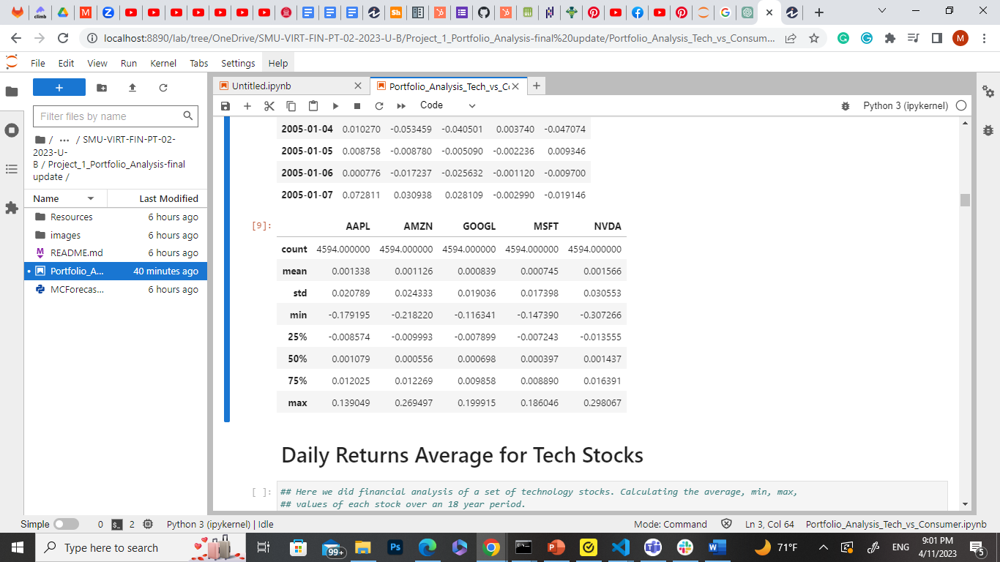 climb
M
Z
Sh
localhost:8890/lab/tree/OneDrive/SMU-VIRT-FIN-PT-02-2023-U-B/Project_1_Portfolio_Analysis-final%20update/Portfolio_Analysis_Tech_vs_Consum...
M
File Edit View Run Kernel Tabs Settings Help
Untitled.ipynb
Portfolio_Analysis_Tech_vs_C
Code
Python 3 (ipykernel)
Filter files by name
/ ... / SMU-VIRT-FIN-PT-02-
2023-U-
B / Project_1_Portfolio_Analysis-final
update /
Name Last Modified
Resources 6 hours ago
images 6 hours ago
README.md 6 hours ago
Portfolio_A... 40 minutes ago
MCForecas... 6 hours ago
2005-01-04 0.010270 -0.053459 -0.040501 0.003740 -0.047074
2005-01-05 0.008758 -0.008780 -0.005090 -0.002236 0.009346
2005-01-06 0.000776 -0.017237 -0.025632 -0.001120 -0.009700
2005-01-07 0.072811 0.030938 0.028109 -0.002990 -0.019146
[9]:
AAPL AMZN GOOGL MSFT NVDA
count 4594.000000 4594.000000 4594.000000 4594.000000 4594.000000
mean 0.001338 0.001126 0.000839 0.000745 0.001566
std 0.020789 0.024333 0.019036 0.017398 0.030553
min -0.179195 -0.218220 -0.116341 -0.147390 -0.307266
25% -0.008574 -0.009993 -0.007899 -0.007243 -0.013555
50% 0.001079 0.000556 0.000698 0.000397 0.001437
75% 0.012025 0.012269 0.009858 0.008890 0.016391
max 0.139049 0.269497 0.199915 0.186046 0.298067
Daily Returns Average for Tech Stocks
[ ]:
## Here we did financial analysis of a set of technology stocks. Calculating the average, min, max,
## values of each stock over an 18 year period.
Simple 0 2 Python 3 (ipykernel) | Idle
Mode: Command Ln 3, Col 64 Portfolio_Analysis_Tech_vs_Consumer.ipynb
Type here to search
99+
Ps
71°F
ENG
9:01 PM
4/11/2023
5